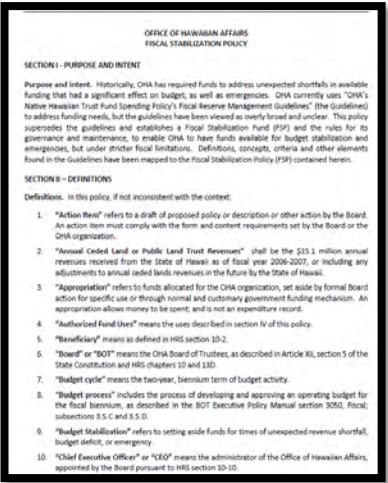 OFFICE OF HAWAIIAN AFFAIRS
FISCAL STABILIZATION POLICY
SECTION I - PURPOSE AND INTENT
Purpose and intent. Historically, OHA has required funds to address unexpected shortfalls in available
funding that had a significant effect on budget, as well as emergencies. OHA currently uses "OHA's
Native Hawaiian Trust Fund Spending Policy's Fiscal Reserve Management Guidelines" (the Guidelines)
to address funding needs, but the guidelines have been viewed as overly broad and unclear. This policy
supersedes the guidelines and establishes a Fiscal Stabilization Fund (FSF) and the rules for its
governance and maintenance, to enable OHA to have funds available for budget stabilization and
emergencies, but under stricter fiscal limitations. Definitions, concepts, criteria and other elements
found in the Guidelines have been mapped to the Fiscal Stabilization Policy (FSP) contained herein.
SECTION II – DEFINITIONS
Definitions. In this policy, if not inconsistent with the context:
1. "Action Item" refers to a draft of proposed policy or description or other action by the Board.
An action item must comply with the form and content requirements set by the Board or the
OHA organization.
2. "Annual Ceded Land or Public Land Trust Revenues" shall be the $15.1 million annual
revenues received from the State of Hawaii as of fiscal year 2006-2007, or including any
adjustments to annual ceded lands revenues in the future by the State of Hawaii.
3. "Appropriation" refers to funds allocated for the OHA organization, set aside by formal Board
action for specific use or through normal and customary government funding mechanism. An
appropriation allows money to be spent; and is not an expenditure record.
4. "Authorized Fund Uses" means the uses described in section IV of this policy.
5. "Beneficiary" means as defined in HRS section 10-2.
6. "Board" or "BOT" means the OHA Board of Trustees, as described in Article XII, section 5 of the
State Constitution and HRS chapters 10 and 13D.
7. "Budget cycle" means the two-year, biennium term of budget activity.
8. "Budget process" includes the process of developing and approving an operating budget for
the fiscal biennium, as described in the BOT Executive Policy Manual section 3050, Fiscal;
subsections 3.5.C and 3.5.D.
9. "Budget Stabilization" refers to setting aside funds for times of unexpected revenue shortfall,
budget deficit, or emergency.
10. "Chief Executive Officer" or "CEO" means the administrator of the Office of Hawaiian Affairs,
appointed by the Board pursuant to HRS section 10-10.